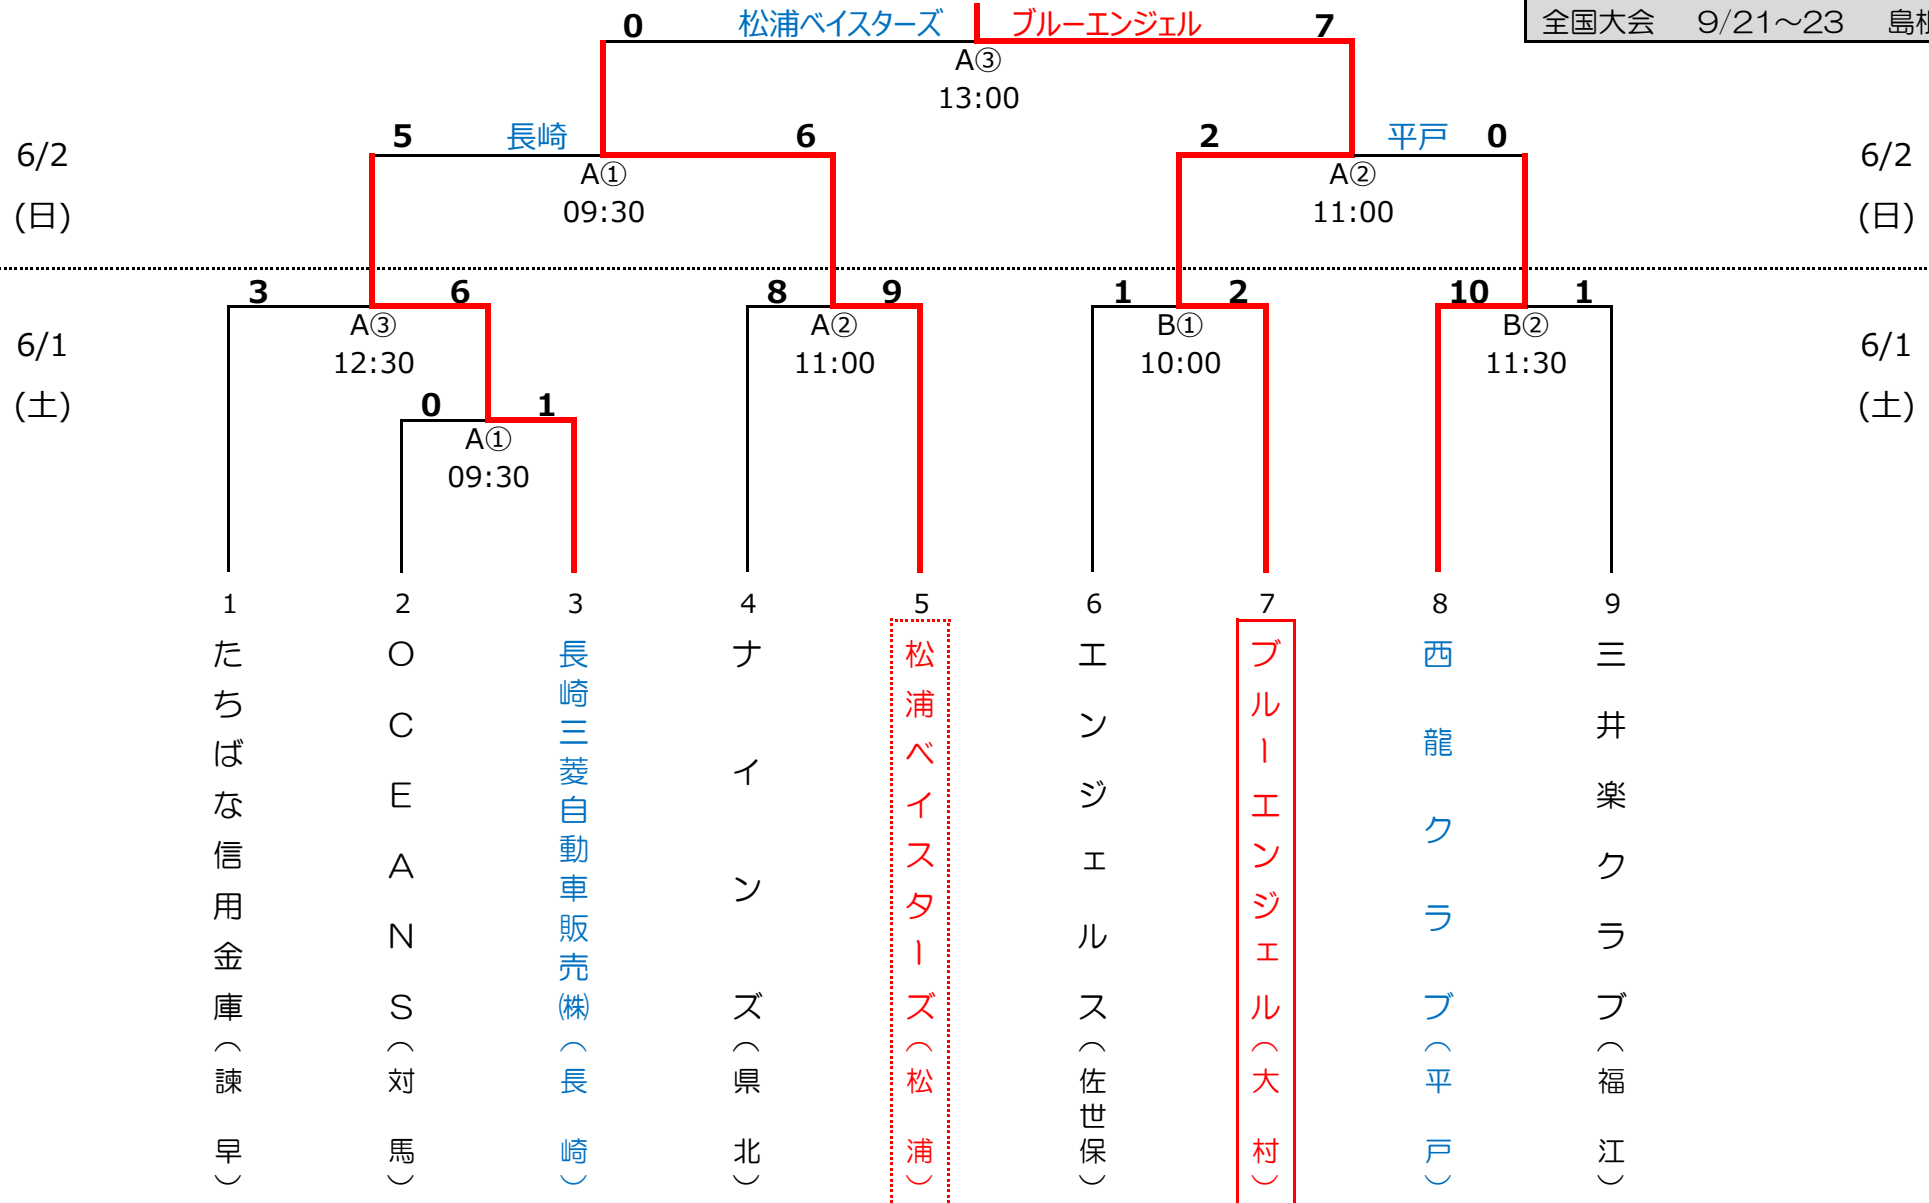 0 松浦ベイスターズ ブルーエンジェル 7
全国大会 9/21～23 島根
A③
13:00
5 長崎 6
2 平戸 0
6/2
(日)
A①
09:30
A②
11:00
6/2
(日)
3 6
8 9
1 2
10 1
6/1
(土)
A③
12:30
A②
11:00
B①
10:00
B②
11:30
6/1
(土)
0 1
A①
09:30
1
たちばな信用金庫(諫早)
2
OCEANS(対馬)
3
長崎三菱自動車販売㈱(長崎)
4
ナインズ(県北)
5
松浦ベイスターズ(松浦)
6
エンジェルス(佐世保)
7
ブルーエンジェル(大村)
8
西龍クラブ(平戸)
9
三井楽クラブ(福江)